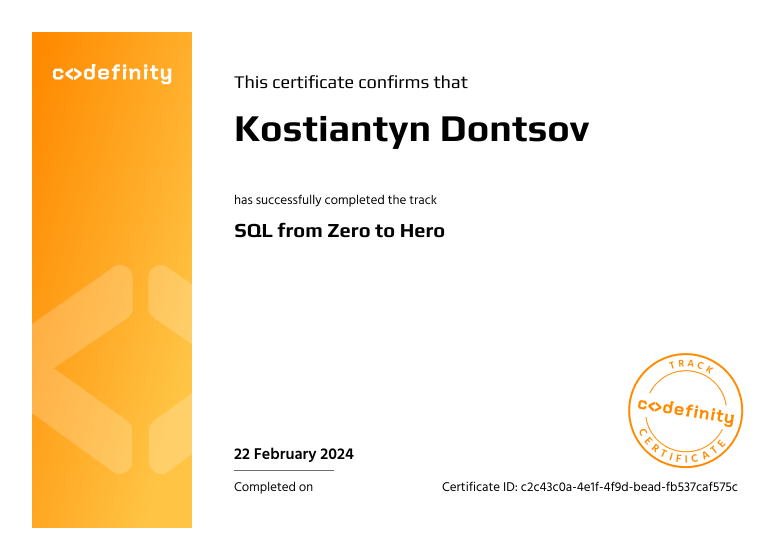 c<>definity
This certificate confirms that
Kostiantyn Dontsov
has successfully completed the track
SQL from Zero to Hero
TRACK
c<>definity
CERTIFICATE
22 February 2024
Completed on
Certificate ID: c2c43c0a-4e1f-4f9d-bead-fb537caf575c